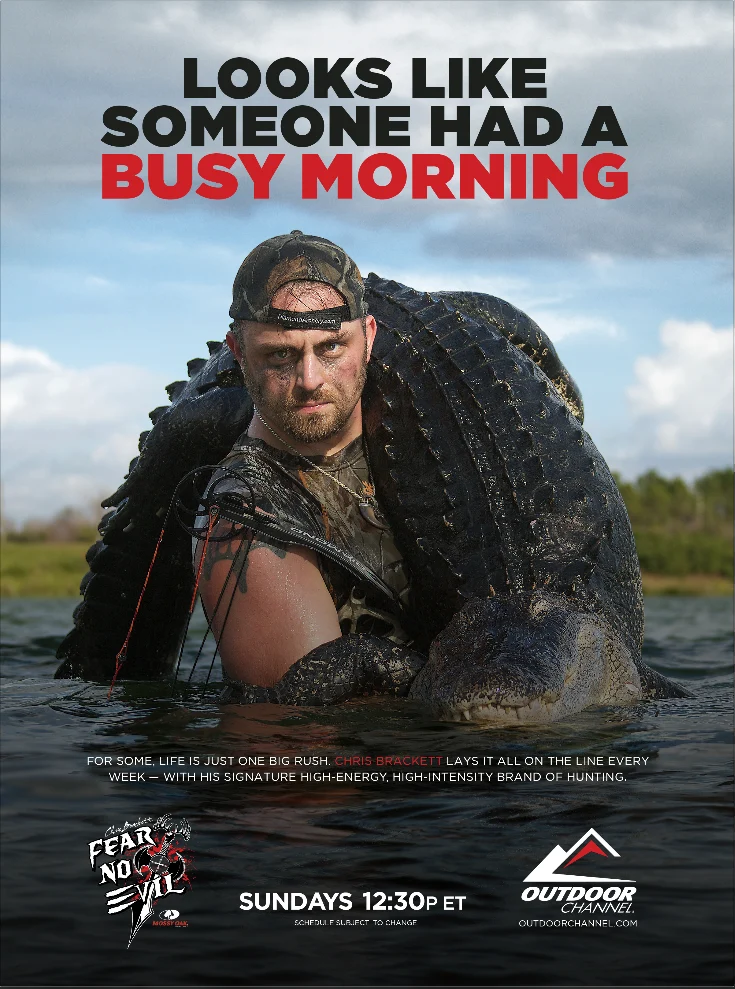 LOOKS LIKE
SOMEONE HAD A
BUSY MORNING
FOR SOME, LIFE IS JUST ONE BIG RUSH. CHRIS BRACKETT LAYS IT ALL ON THE LINE EVERY
WEEK — WITH HIS SIGNATURE HIGH-ENERGY, HIGH-INTENSITY BRAND OF HUNTING.
FEAR
NO
EVIL
MOSSY OAK
SUNDAYS 12:30P ET
SCHEDULE SUBJECT TO CHANGE
OUTDOOR
CHANNEL
OUTDOORCHANNEL.COM